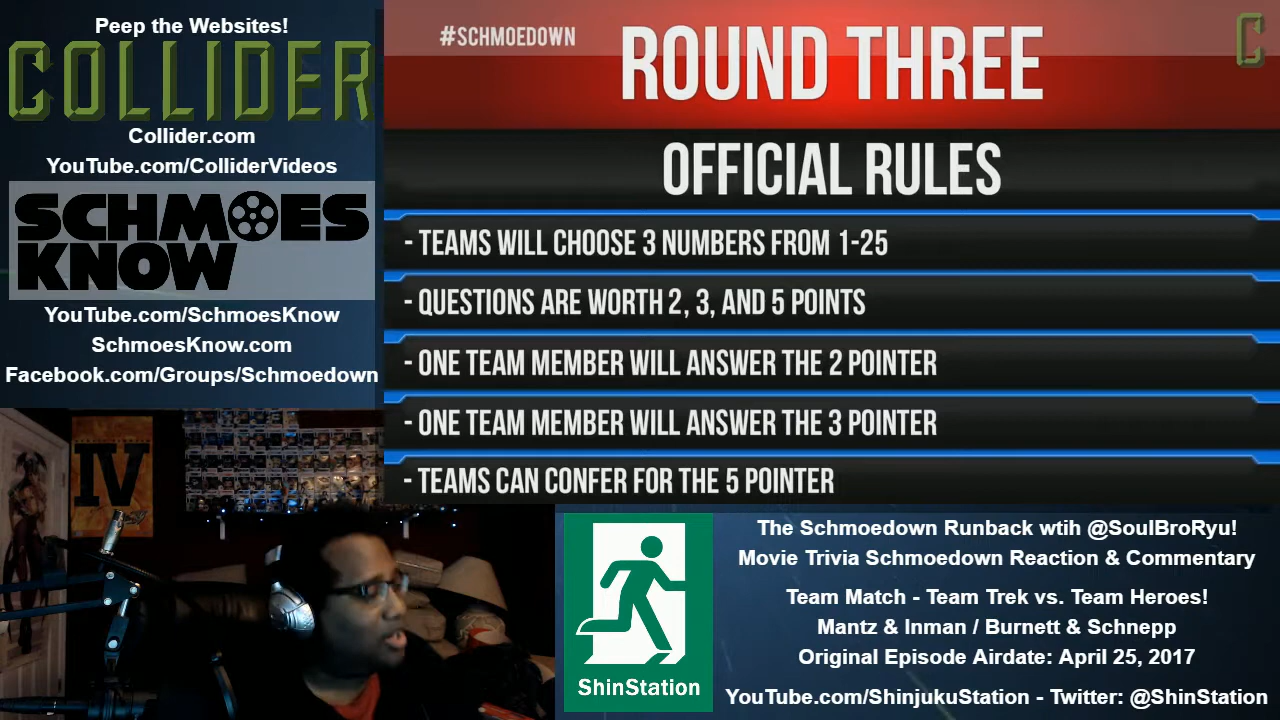 Peep the Websites!
COLLIDER
Collider.com
YouTube.com/ColliderVideos
SCHMOES
KNOW
YouTube.com/SchmoesKnow
SchmoesKnow.com
Facebook.com/Groups/Schmoedown
#SCHMOEDOWN
ROUND THREE
OFFICIAL RULES
- TEAMS WILL CHOOSE 3 NUMBERS FROM 1-25
- QUESTIONS ARE WORTH 2, 3, AND 5 POINTS
- ONE TEAM MEMBER WILL ANSWER THE 2 POINTER
- ONE TEAM MEMBER WILL ANSWER THE 3 POINTER
- TEAMS CAN CONFER FOR THE 5 POINTER
IV
ShinStation
The Schmoedown Runback wtih @SoulBroRyu!
Movie Trivia Schmoedown Reaction & Commentary
Team Match - Team Trek vs. Team Heroes!
Mantz & Inman / Burnett & Schnepp
Original Episode Airdate: April 25, 2017
YouTube.com/ShinjukuStation - Twitter: @ShinStation